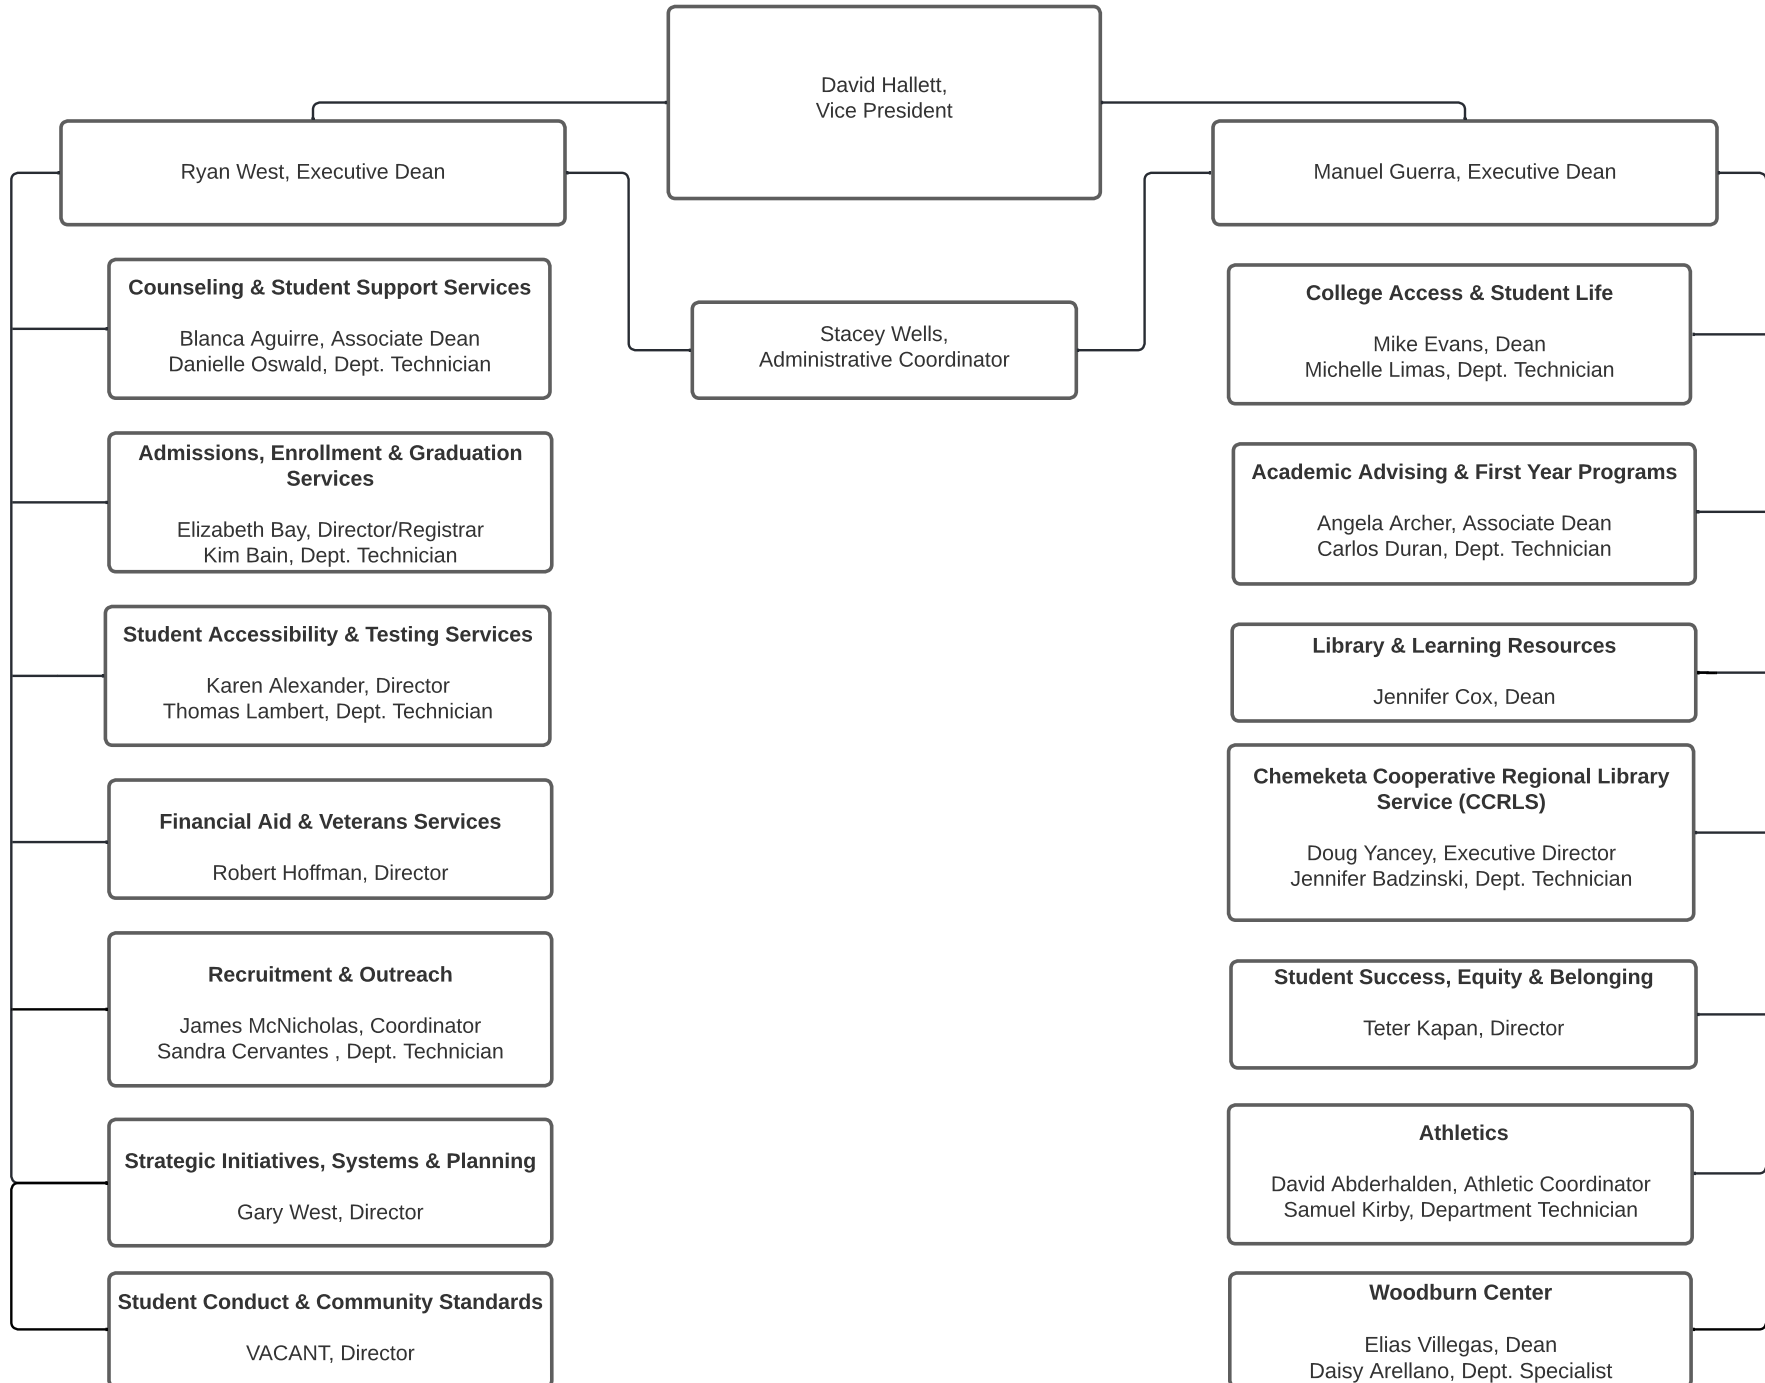 David Hallett,
Vice President
Ryan West, Executive Dean
Manuel Guerra, Executive Dean
Stacey Wells,
Administrative Coordinator
Counseling & Student Support Services
Blanca Aguirre, Associate Dean
Danielle Oswald, Dept. Technician
Admissions, Enrollment & Graduation
Services
Elizabeth Bay, Director/Registrar
Kim Bain, Dept. Technician
Student Accessibility & Testing Services
Karen Alexander, Director
Thomas Lambert, Dept. Technician
Financial Aid & Veterans Services
Robert Hoffman, Director
Recruitment & Outreach
James McNicholas, Coordinator
Sandra Cervantes , Dept. Technician
Strategic Initiatives, Systems & Planning
Gary West, Director
Student Conduct & Community Standards
VACANT, Director
College Access & Student Life
Mike Evans, Dean
Michelle Limas, Dept. Technician
Academic Advising & First Year Programs
Angela Archer, Associate Dean
Carlos Duran, Dept. Technician
Library & Learning Resources
Jennifer Cox, Dean
Chemeketa Cooperative Regional Library
Service (CCRLS)
Doug Yancey, Executive Director
Jennifer Badzinski, Dept. Technician
Student Success, Equity & Belonging
Teter Kapan, Director
Athletics
David Abderhalden, Athletic Coordinator
Samuel Kirby, Department Technician
Woodburn Center
Elias Villegas, Dean
Daisy Arellano, Dept. Specialist